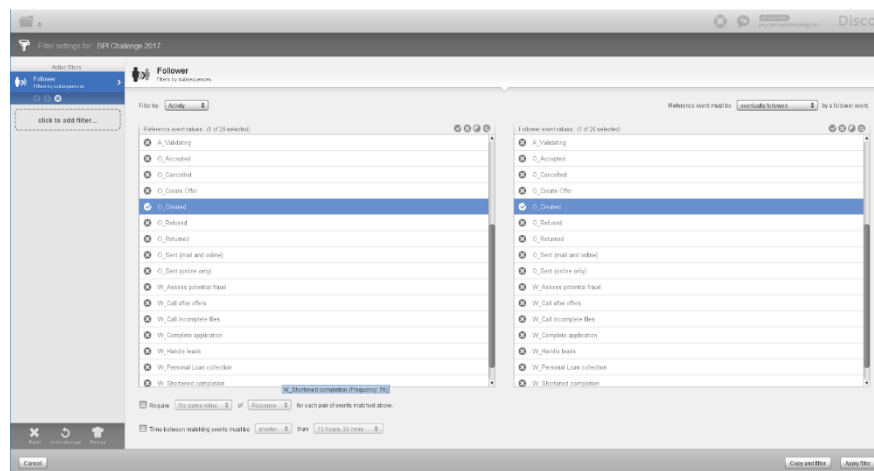 Disco
Filter settings for: BPI Challenge 2017
Active filters
Follower
Filters by subsequences
click to add filter...
Follower
Filters by subsequences
Filter by: Activity
Reference event must be eventually followed by a follower event.
Reference event values: (1 of 26 selected)
A_Validating
O_Accepted
O_Cancelled
O_Create Offer
O_Created
O_Refused
O_Returned
O_Sent (mail and online)
O_Sent (online only)
W_Assess potential fraud
W_Call after offers
W_Call incomplete files
W_Complete application
W_Handle leads
W_Personal Loan collection
W_Shortened completion
W_Shortened completion (Frequency: 76)
Follower event values: (1 of 26 selected)
A_Validating
O_Accepted
O_Cancelled
O_Create Offer
O_Created
O_Refused
O_Returned
O_Sent (mail and online)
O_Sent (online only)
W_Assess potential fraud
W_Call after offers
W_Call incomplete files
W_Complete application
W_Handle leads
W_Personal Loan collection
W_Shortened completion
Require the same value of Resource for each pair of events matched above.
Time between matching events must be shorter than
Reset Undo changes Recipe
Cancel
Copy and filter Apply filter